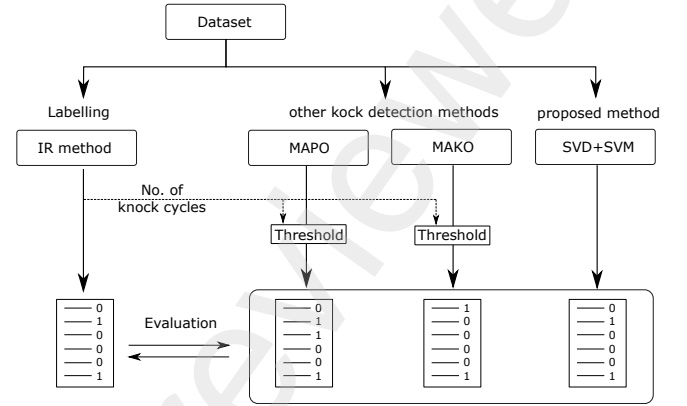 Dataset
Labelling
other kock detection methods
proposed method
IR method
MAPO
MAKO
SVD+SVM
No. of
knock cycles
Threshold
Threshold
Evaluation
0
1
0
0
0
1
0
1
1
0
0
1
1
0
0
0
0
1
0
1
0
0
0
1